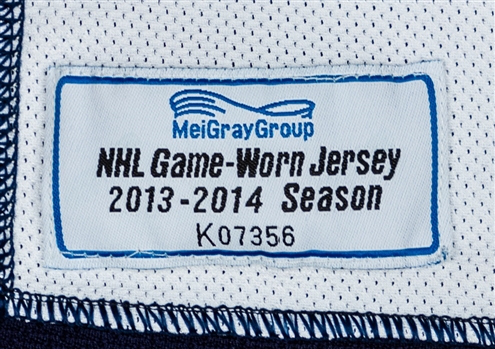 MeiGrayGroup
NHL Game-Worn Jersey
2013-2014 Season
K07356